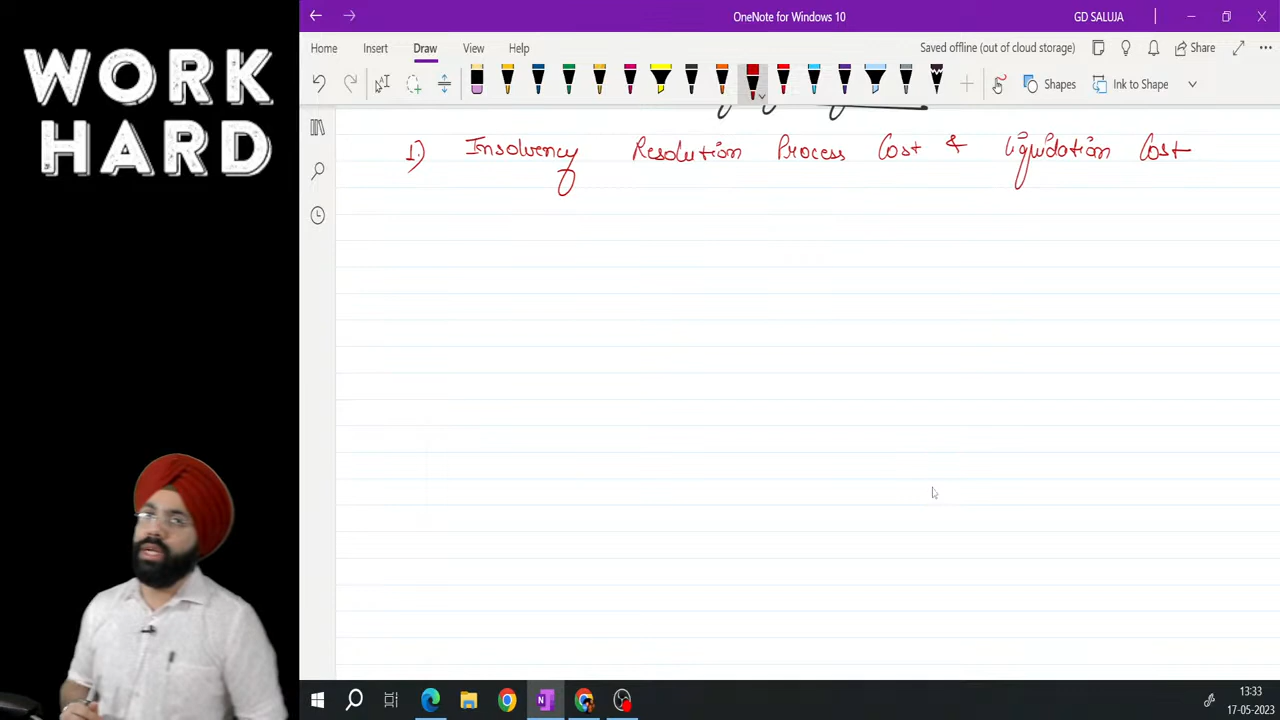 WORK
HARD
OneNote for Windows 10
GD SALUJA
Home Insert Draw View Help
Saved offline (out of cloud storage)
Share
Shapes
Ink to Shape
1.) Insolvency Resolution Process Cost & Liquidation Cost
13:33
17-05-2023